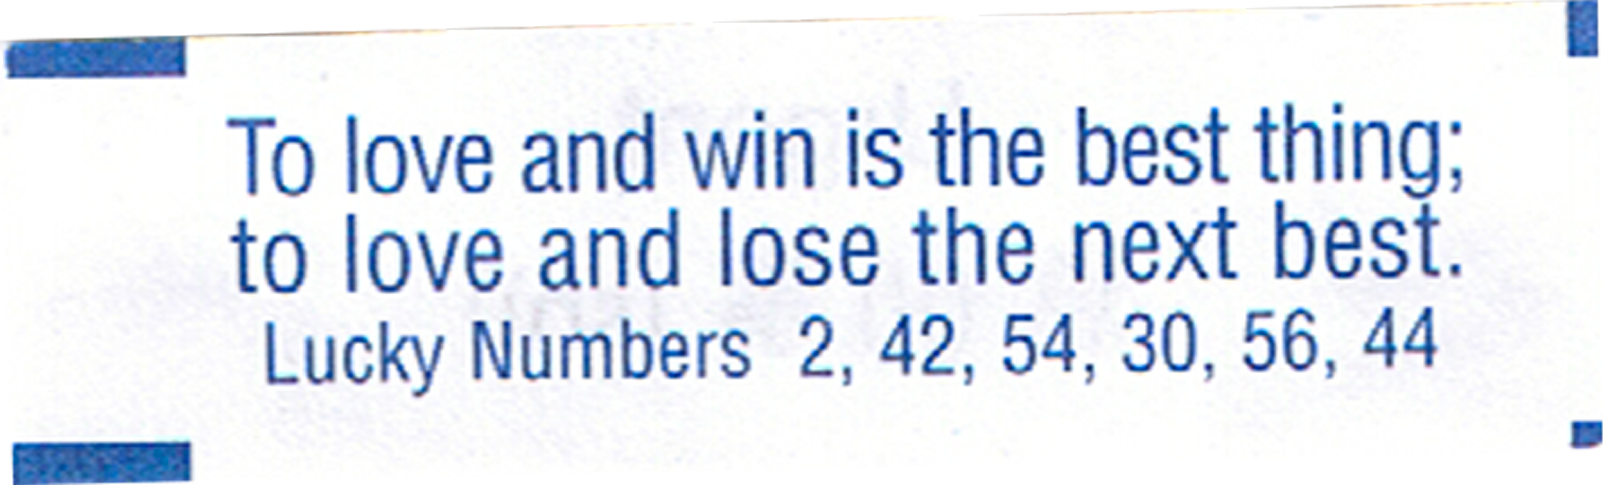 To love and win is the best thing;
to love and lose the next best.
Lucky Numbers 2, 42, 54, 30, 56, 44